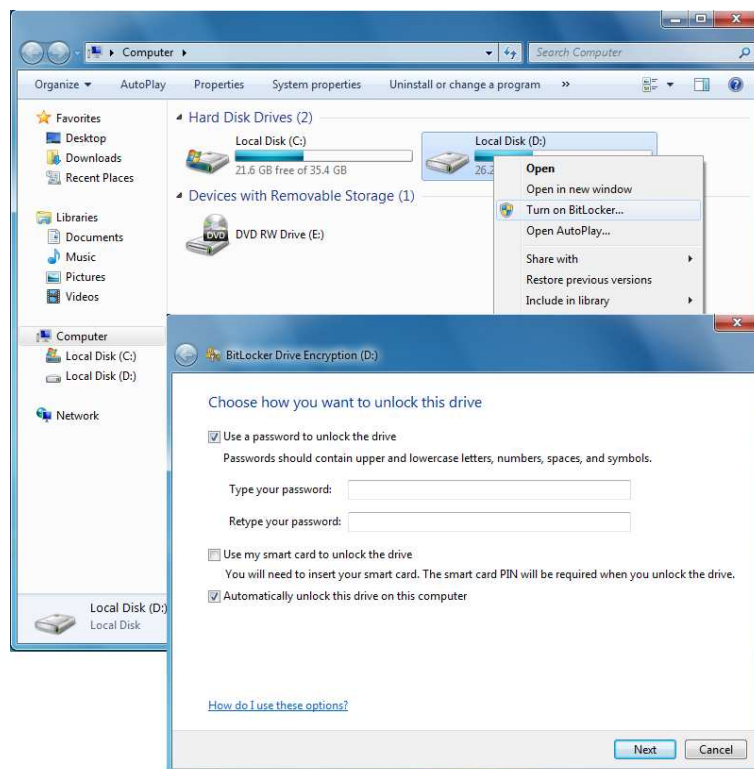 Computer
Search Computer
Organize
AutoPlay
Properties
System properties
Uninstall or change a program
»
Favorites
Desktop
Downloads
Recent Places
Libraries
Documents
Music
Pictures
Videos
Computer
Local Disk (C:)
Local Disk (D:)
Network
Hard Disk Drives (2)
Local Disk (C:)
21.6 GB free of 35.4 GB
Local Disk (D:)
26.2
Devices with Removable Storage (1)
DVD
DVD RW Drive (E:)
Open
Open in new window
Turn on BitLocker...
Open AutoPlay...
Share with
Restore previous versions
Include in library
Local Disk (D:)
Local Disk
BitLocker Drive Encryption (D:)
Choose how you want to unlock this drive
Use a password to unlock the drive
Passwords should contain upper and lowercase letters, numbers, spaces, and symbols.
Type your password:
Retype your password:
Use my smart card to unlock the drive
You will need to insert your smart card. The smart card PIN will be required when you unlock the drive.
Automatically unlock this drive on this computer
How do I use these options?
Next
Cancel